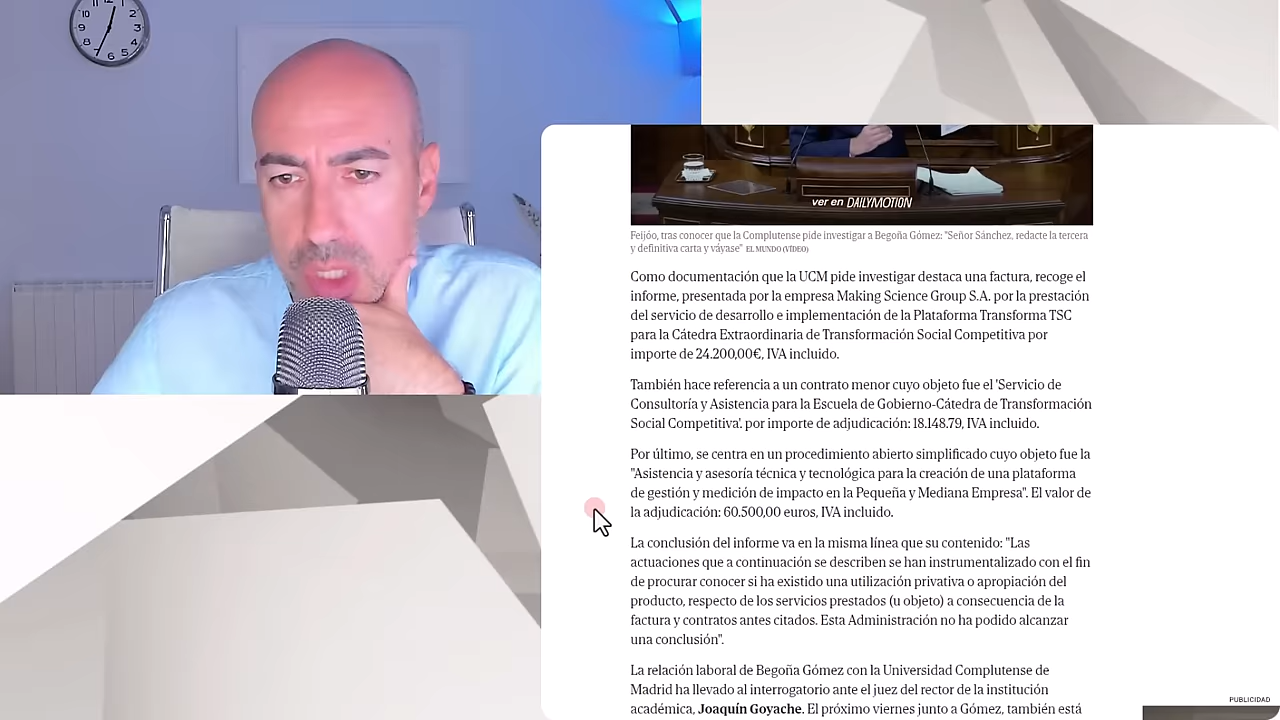 ver en DAILYMOTION
Feijóo, tras conocer que la Complutense pide investigar a Begoña Gómez: "Señor Sánchez, redacte la tercera
y definitiva carta y váyase" EL MUNDO (VÍDEO)
Como documentación que la UCM pide investigar destaca una factura, recoge el
informe, presentada por la empresa Making Science Group S.A. por la prestación
del servicio de desarrollo e implementación de la Plataforma Transforma TSC
para la Cátedra Extraordinaria de Transformación Social Competitiva por
importe de 24.200,00€, IVA incluido.
También hace referencia a un contrato menor cuyo objeto fue el 'Servicio de
Consultoría y Asistencia para la Escuela de Gobierno-Cátedra de Transformación
Social Competitiva'. por importe de adjudicación: 18.148.79, IVA incluido.
Por último, se centra en un procedimiento abierto simplificado cuyo objeto fue la
"Asistencia y asesoría técnica y tecnológica para la creación de una plataforma
de gestión y medición de impacto en la Pequeña y Mediana Empresa". El valor de
la adjudicación: 60.500,00 euros, IVA incluido.
La conclusión del informe va en la misma línea que su contenido: "Las
actuaciones que a continuación se describen se han instrumentalizado con el fin
de procurar conocer si ha existido una utilización privativa o apropiación del
producto, respecto de los servicios prestados (u objeto) a consecuencia de la
factura y contratos antes citados. Esta Administración no ha podido alcanzar
una conclusión".
La relación laboral de Begoña Gómez con la Universidad Complutense de
Madrid ha llevado al interrogatorio ante el juez del rector de la institución
académica, Joaquín Goyache. El próximo viernes junto a Gómez, también está
PUBLICIDAD